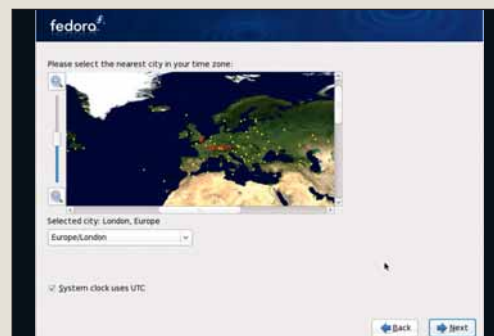 fedora
Please select the nearest city in your time zone:
Selected city: London, Europe
Europe/London
System clock uses UTC
Back
Next